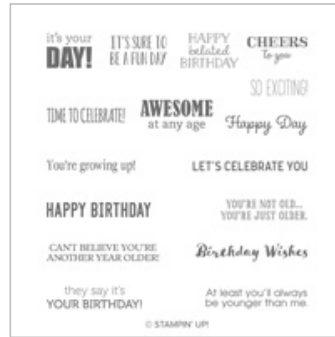 it's your
DAY!
IT'S SURE TO
BE A FUN DAY
HAPPY
belated
BIRTHDAY
CHEERS
to you
SO EXCITING!
TIME TO CELEBRATE!
AWESOME
at any age
Happy Day
You're growing up!
LET'S CELEBRATE YOU
HAPPY BIRTHDAY
YOU'RE NOT OLD...
YOU'RE JUST OLDER.
CAN'T BELIEVE YOU'RE
ANOTHER YEAR OLDER!
Birthday Wishes
they say it's
YOUR BIRTHDAY!
At least you'll always
be younger than me.
© STAMPIN' UP!